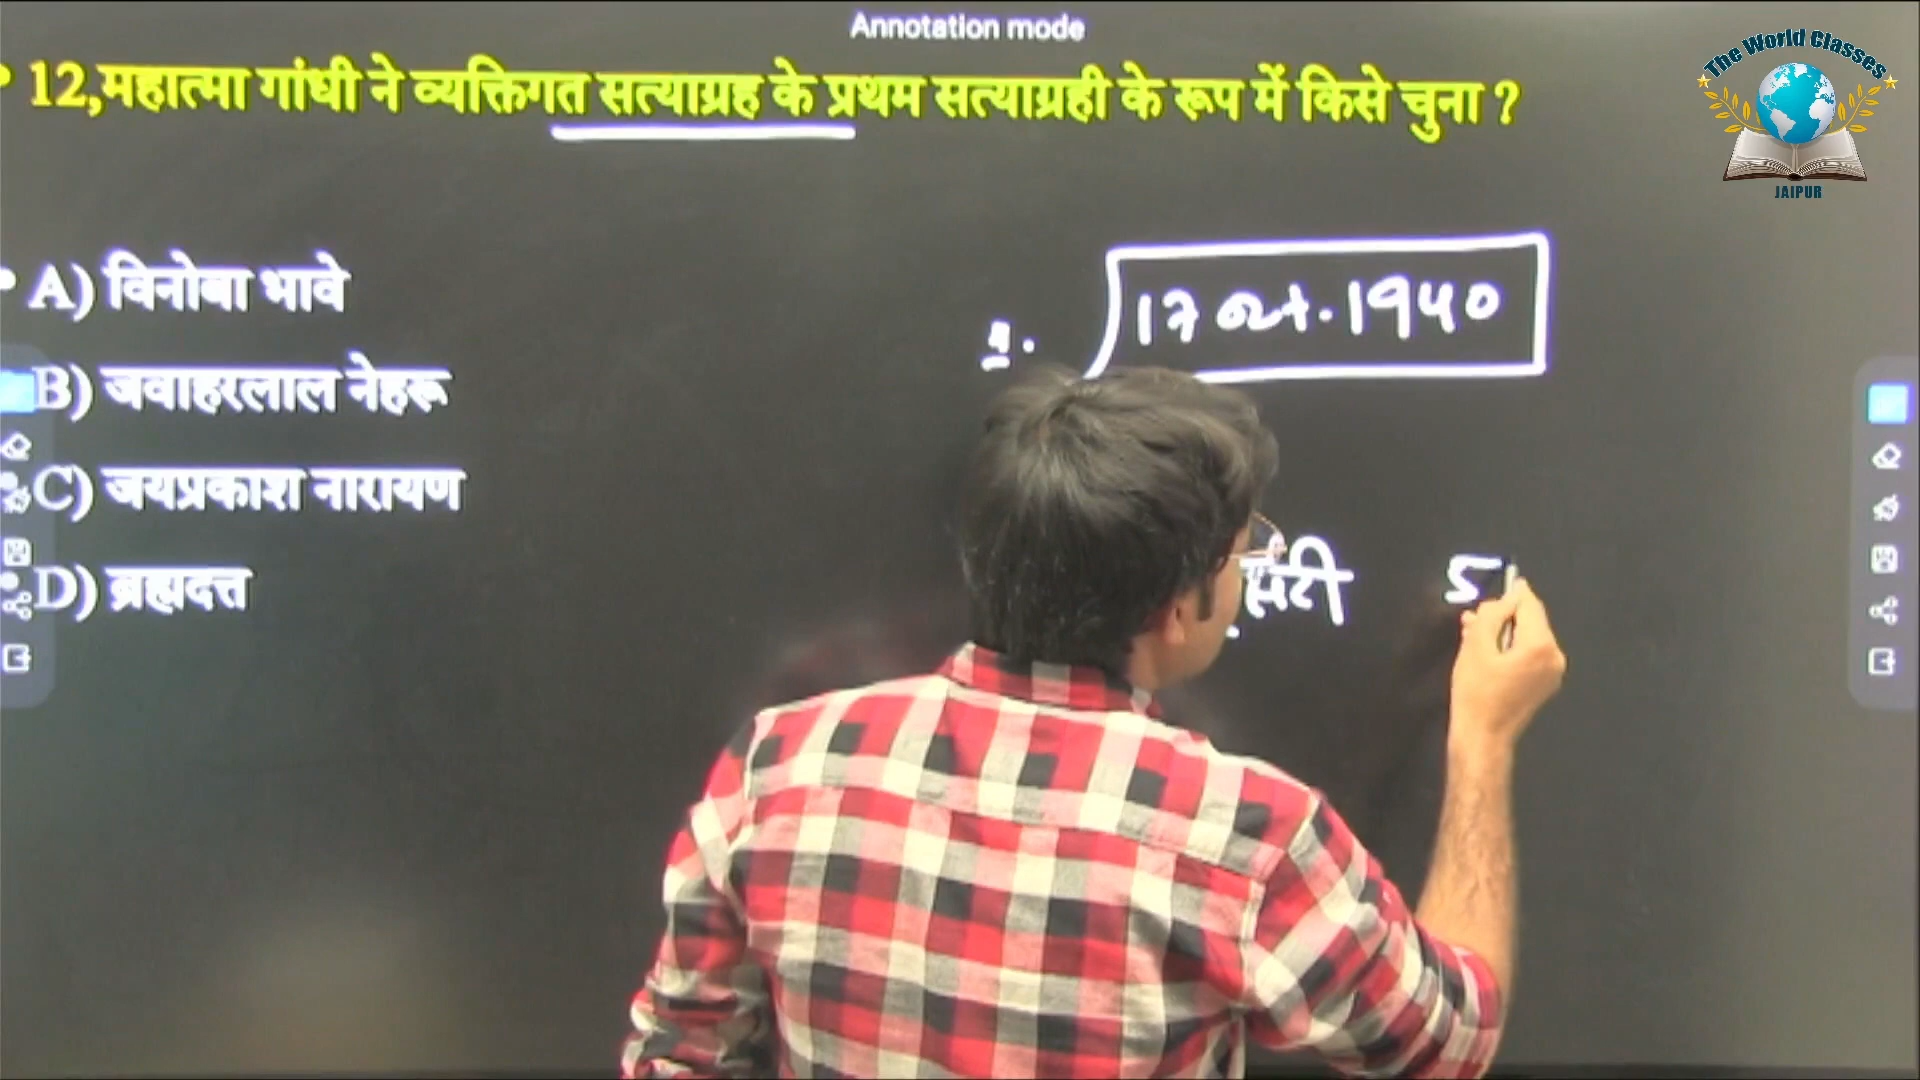 Annotation mode
12,महात्मा गांधी ने व्यक्तिगत सत्याग्रह के प्रथम सत्याग्रही के रूप में किसे चुना ?
The World Classes
JAIPUR
A) विनोबा भावे
17 अक्त. 1940
B) जवाहरलाल नेहरू
C) जयप्रकाश नारायण
D) ब्रह्मदत्त